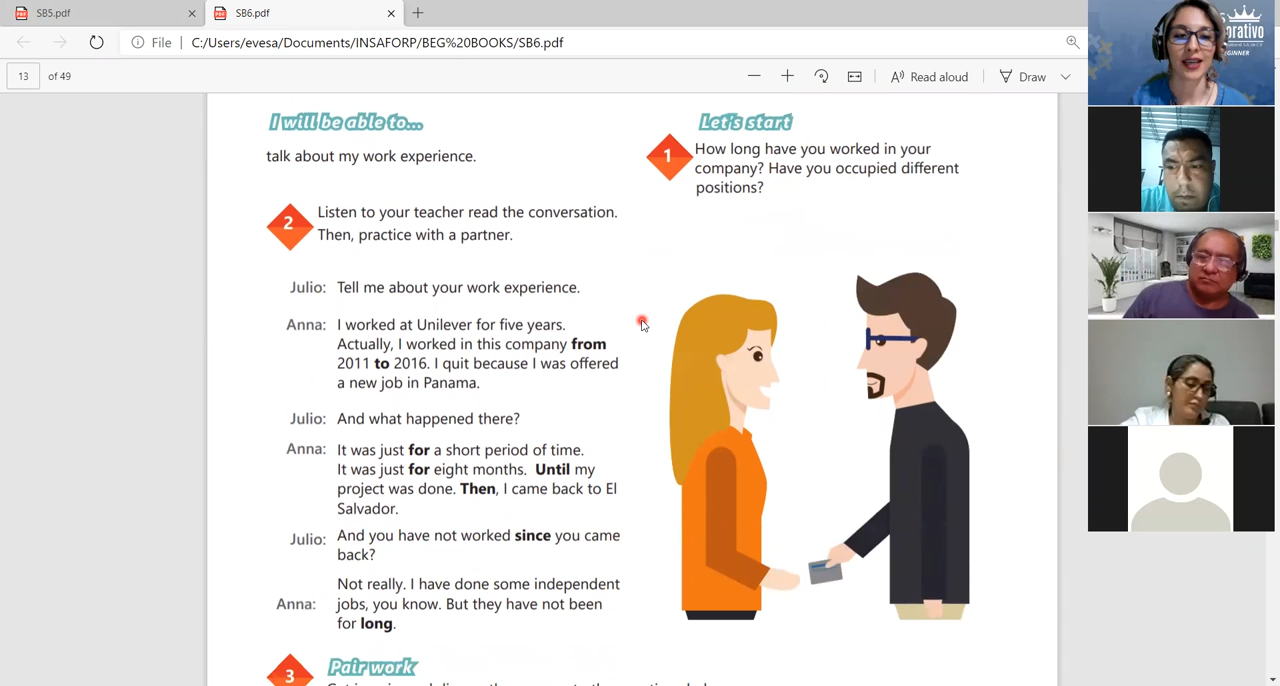 SB5.pdf
SB6.pdf
File
C:/Users/evesa/Documents/INSAFORP/BEG%20BOOKS/SB6.pdf
13
of 49
Read aloud
Draw
I will be able to...
talk about my work experience.
Let's start
1
How long have you worked in your
company? Have you occupied different
positions?
2
Listen to your teacher read the conversation.
Then, practice with a partner.
Julio: Tell me about your work experience.
Anna: I worked at Unilever for five years.
Actually, I worked in this company from
2011 to 2016. I quit because I was offered
a new job in Panama.
Julio: And what happened there?
Anna: It was just for a short period of time.
It was just for eight months. Until my
project was done. Then, I came back to El
Salvador.
Julio: And you have not worked since you came
back?
Not really. I have done some independent
Anna: jobs, you know. But they have not been
for long.
3
Pair work
orativo